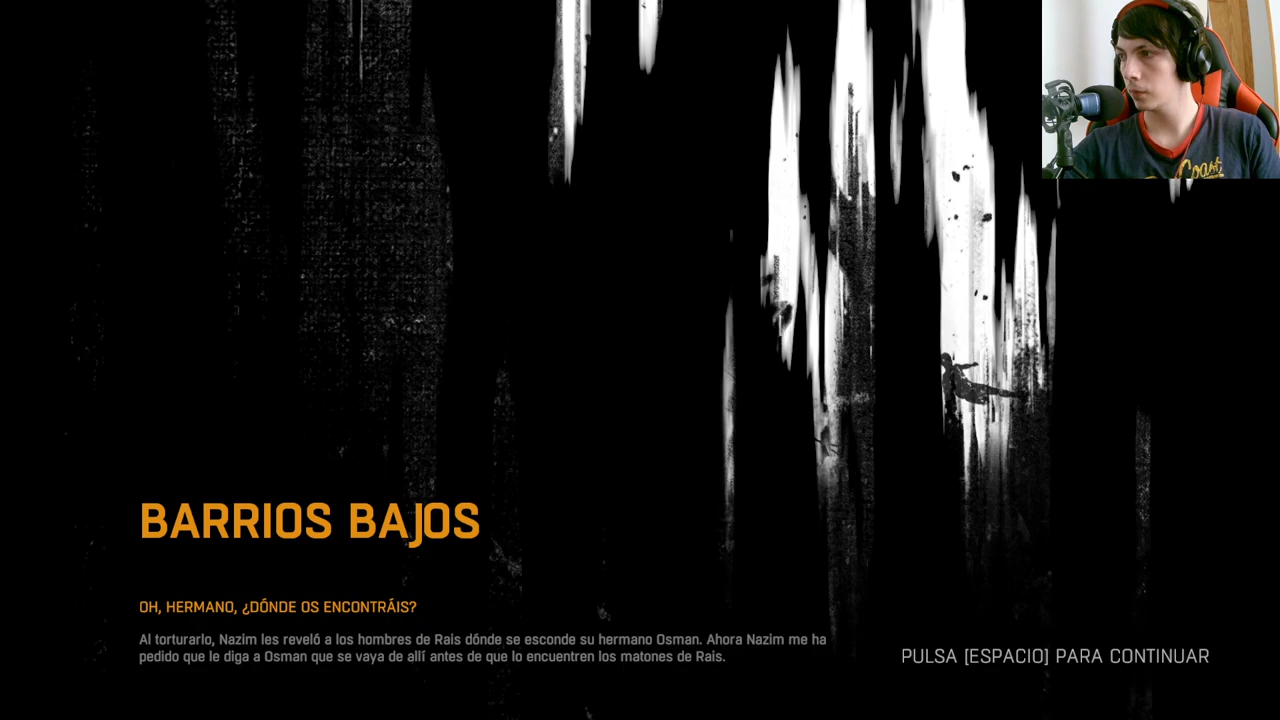 Coast
BARRIOS BAJOS
OH, HERMANO, ¿DÓNDE OS ENCONTRÁIS?
Al torturarlo, Nazim les reveló a los hombres de Rais dónde se esconde su hermano Osman. Ahora Nazim me ha
pedido que le diga a Osman que se vaya de allí antes de que lo encuentren los matones de Rais.
PULSA [ESPACIO] PARA CONTINUAR